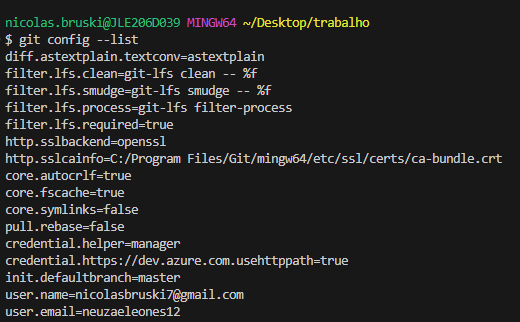 nicolas.bruski@JLE206D039 MINGW64 ~/Desktop/trabalho
$ git config --list
diff.astextplain.textconv=astextplain
filter.lfs.clean=git-lfs clean -- %f
filter.lfs.smudge=git-lfs smudge -- %f
filter.lfs.process=git-lfs filter-process
filter.lfs.required=true
http.sslbackend=openssl
http.sslcainfo=C:/Program Files/Git/mingw64/etc/ssl/certs/ca-bundle.crt
core.autocrlf=true
core.fscache=true
core.symlinks=false
pull.rebase=false
credential.helper=manager
credential.https://dev.azure.com.usehttppath=true
init.defaultbranch=master
user.name=nicolasbruski7@gmail.com
user.email=neuzaeleones12